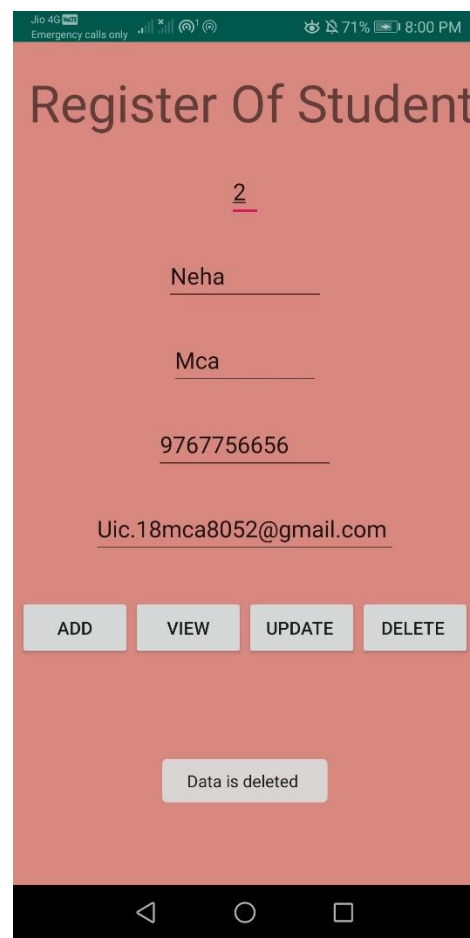 Jio 4G VoLTE
Emergency calls only
71% 8:00 PM
Register Of Student
2
Neha
Mca
9767756656
Uic.18mca8052@gmail.com
ADD VIEW UPDATE DELETE
Data is deleted